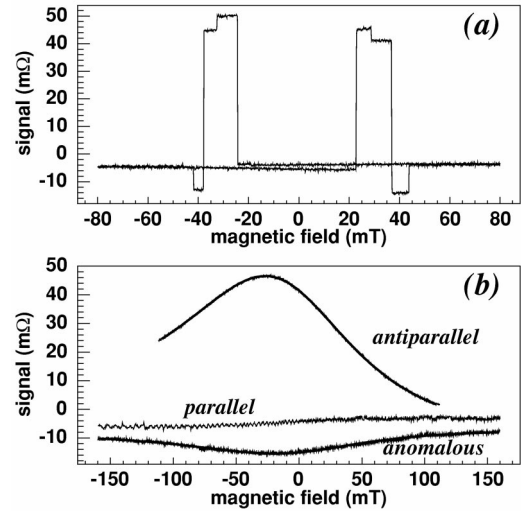 (a)
50
40
30
20
10
0
-10
signal (mΩ)
-80 -60 -40 -20 0 20 40 60 80
magnetic field (mT)
(b)
50
40
30
20
10
0
-10
signal (mΩ)
antiparallel
parallel
anomalous
-150 -100 -50 0 50 100 150
magnetic field (mT)